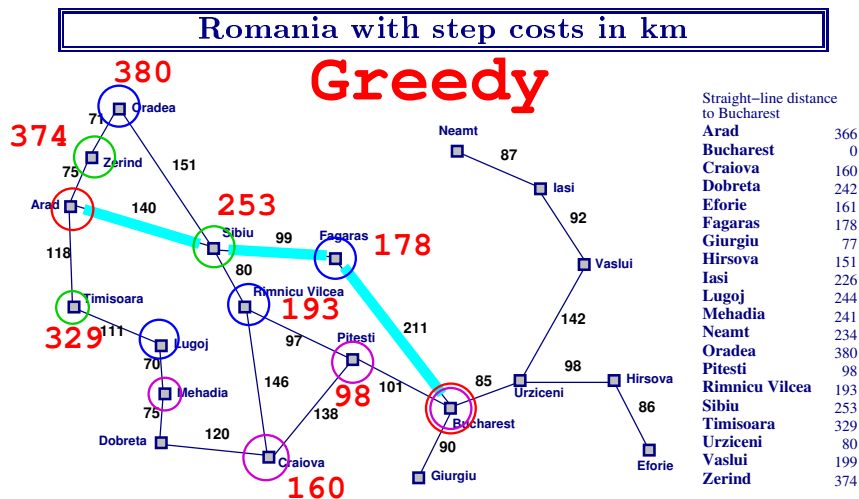 Romania with step costs in km
Greedy
380
Oradea
374
71
Zerind
75
151
Arad
140
253
Sibiu
99
Fagaras
178
118
80
Timisoara
329
111
Lugoj
Rimnicu Vilcea
193
97
Pitesti
211
98
101
70
Mehadia
146
138
75
Dobreta
120
Craiova
160
Neamt
87
Iasi
92
Vaslui
142
85
98
Hirsova
Urziceni
86
Bucharest
90
Giurgiu
Eforie
Straight−line distance
to Bucharest
Arad 366
Bucharest 0
Craiova 160
Dobreta 242
Eforie 161
Fagaras 178
Giurgiu 77
Hirsova 151
Iasi 226
Lugoj 244
Mehadia 241
Neamt 234
Oradea 380
Pitesti 98
Rimnicu Vilcea 193
Sibiu 253
Timisoara 329
Urziceni 80
Vaslui 199
Zerind 374